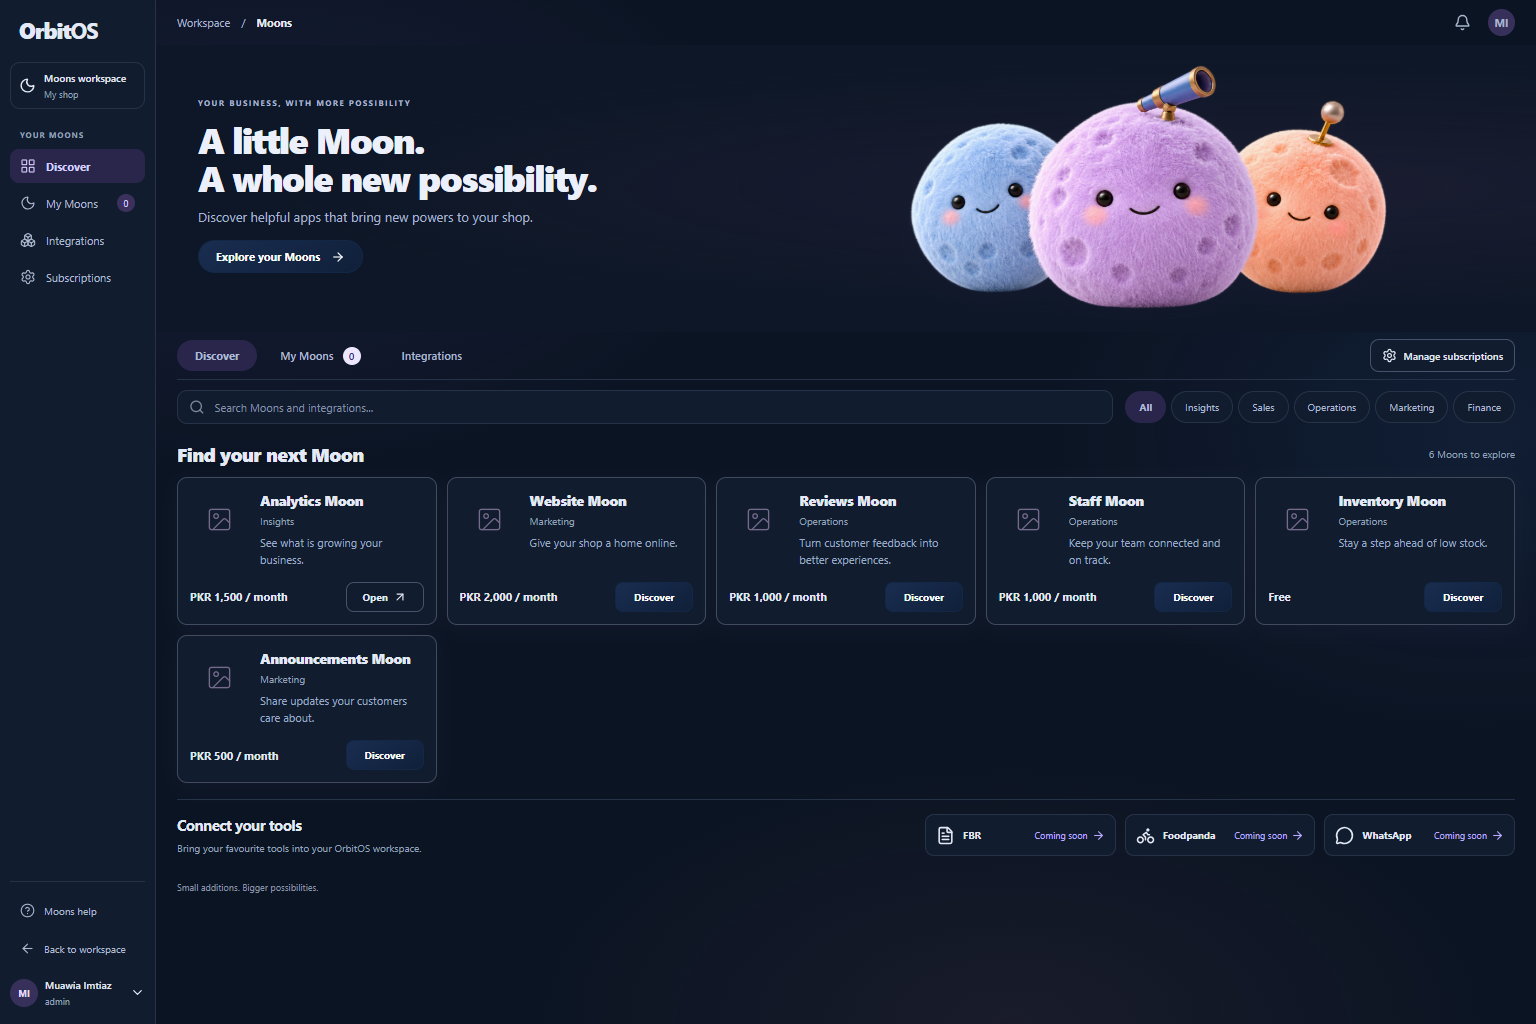 OrbitOS
Moons workspace
My shop
YOUR MOONS
Discover
My Moons 0
Integrations
Subscriptions
Moons help
Back to workspace
MI
Muawia Imtiaz
admin
Workspace / Moons
MI
YOUR BUSINESS, WITH MORE POSSIBILITY
A little Moon.
A whole new possibility.
Discover helpful apps that bring new powers to your shop.
Explore your Moons
Discover
My Moons 0
Integrations
Manage subscriptions
Search Moons and integrations...
All
Insights
Sales
Operations
Marketing
Finance
Find your next Moon
6 Moons to explore
Analytics Moon
Insights
See what is growing your
business.
PKR 1,500 / month
Open
Website Moon
Marketing
Give your shop a home online.
PKR 2,000 / month
Discover
Reviews Moon
Operations
Turn customer feedback into
better experiences.
PKR 1,000 / month
Discover
Staff Moon
Operations
Keep your team connected and
on track.
PKR 1,000 / month
Discover
Inventory Moon
Operations
Stay a step ahead of low stock.
Free
Discover
Announcements Moon
Marketing
Share updates your customers
care about.
PKR 500 / month
Discover
Connect your tools
Bring your favourite tools into your OrbitOS workspace.
FBR
Coming soon
Foodpanda
Coming soon
WhatsApp
Coming soon
Small additions. Bigger possibilities.